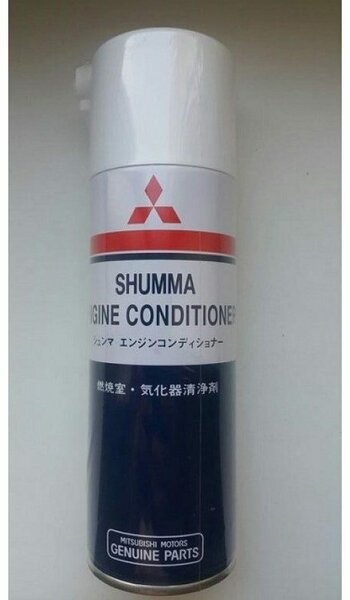 SHUMMA
GINE CONDITIONER
シュンマ エンジンコンディショナー
燃焼室・気化器清浄剤
MITSUBISHI MOTORS
GENUINE PARTS